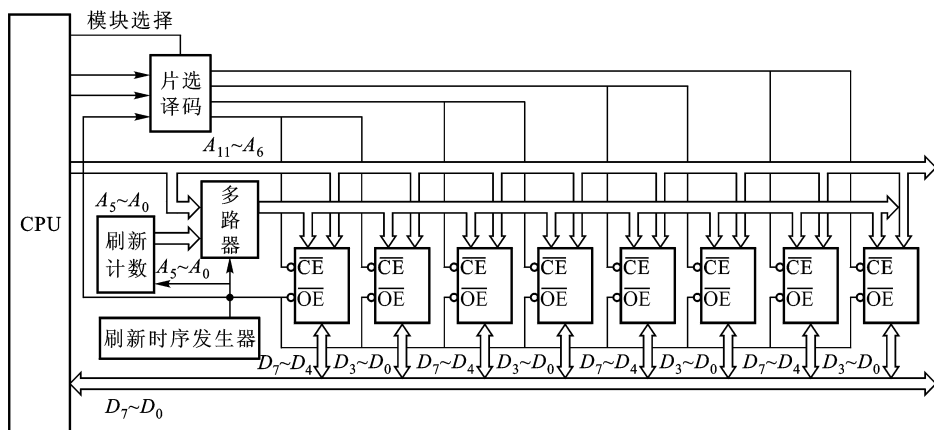 模块选择
片选
译码
A₁₁~A₆
CPU
A₅~A₀
多
路
器
刷新
计数
A₅~A₀
刷新时序发生器
CE CE CE CE CE CE CE CE
OE OE OE OE OE OE OE OE
D₇~D₄ D₃~D₀ D₇~D₄ D₃~D₀ D₇~D₄ D₃~D₀ D₇~D₄ D₃~D₀
D₇~D₀